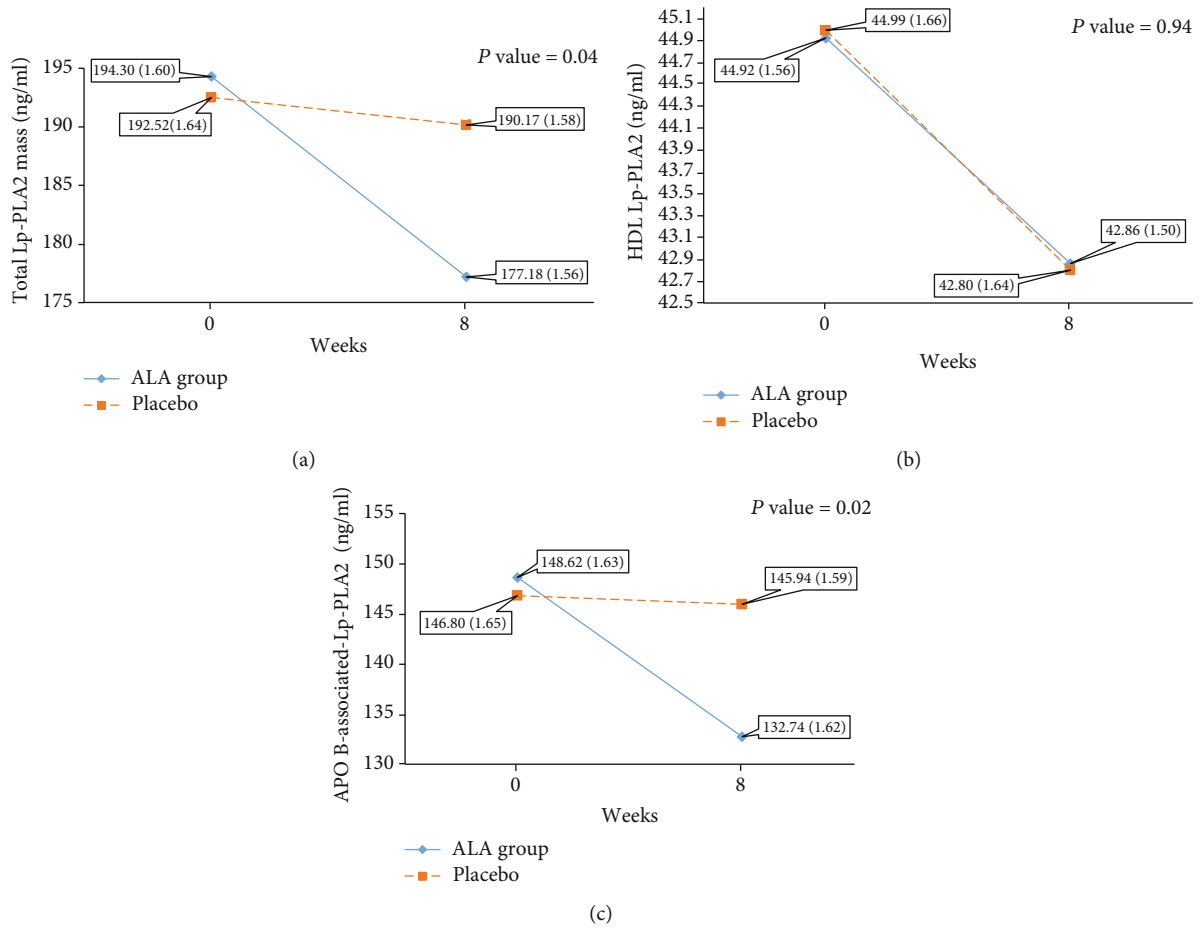 P value = 0.04
Total Lp-PLA2 mass (ng/ml)
195
190
185
180
175
194.30 (1.60)
192.52(1.64)
190.17 (1.58)
177.18 (1.56)
0
8
Weeks
ALA group
Placebo
(a)
P value = 0.94
HDL Lp-PLA2 (ng/ml)
45.1
44.9
44.7
44.5
44.3
44.1
43.9
43.7
43.5
43.3
43.1
42.9
42.7
42.5
44.99 (1.66)
44.92 (1.56)
42.86 (1.50)
42.80 (1.64)
0
8
Weeks
ALA group
Placebo
(b)
P value = 0.02
APO B-associated-Lp-PLA2 (ng/ml)
155
150
145
140
135
130
148.62 (1.63)
146.80 (1.65)
145.94 (1.59)
132.74 (1.62)
0
8
Weeks
ALA group
Placebo
(c)